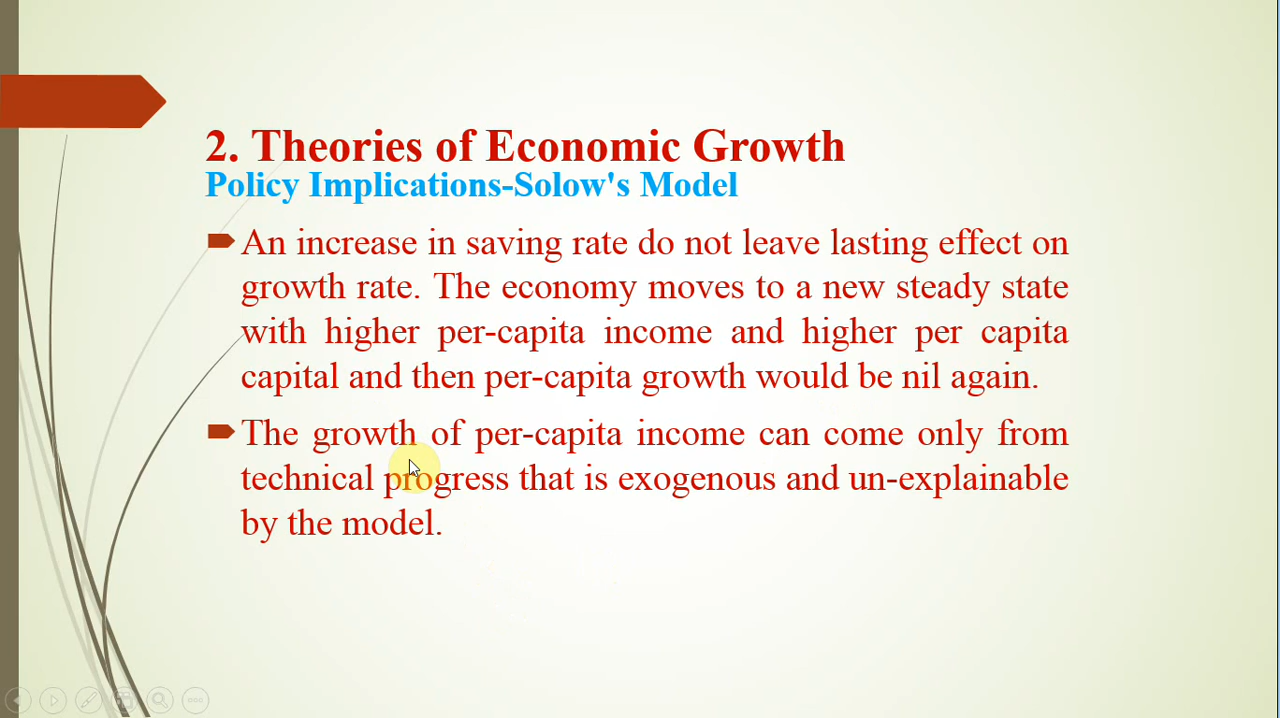 2. Theories of Economic Growth
Policy Implications-Solow's Model
An increase in saving rate do not leave lasting effect on
growth rate. The economy moves to a new steady state
with higher per-capita income and higher per capita
capital and then per-capita growth would be nil again.
The growth of per-capita income can come only from
technical progress that is exogenous and un-explainable
by the model.